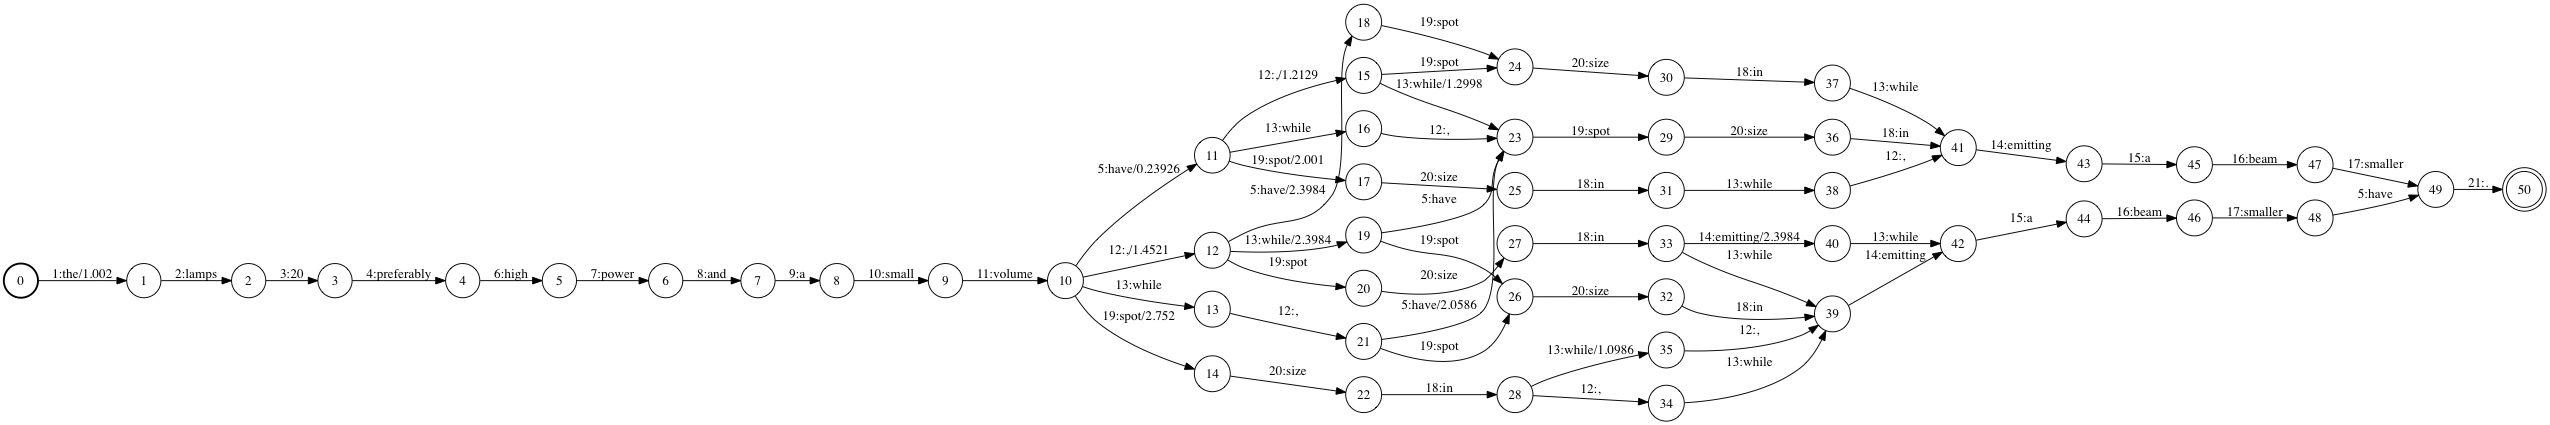 0
1:the/1.002
1
2:lamps
2
3:20
3
4:preferably
4
6:high
5
7:power
6
8:and
7
9:a
8
10:small
9
11:volume
10
5:have/0.23926
12:,/1.4521
13:while
19:spot/2.752
11
12:,/1.2129
13:while
19:spot/2.001
12
5:have/2.3984
13:while/2.3984
19:spot
13
12:,
14
20:size
18
19:spot
15
19:spot
13:while/1.2998
16
12:,
17
20:size
19
5:have
19:spot
20
20:size
21
5:have/2.0586
19:spot
22
18:in
24
20:size
23
19:spot
25
18:in
27
18:in
26
20:size
28
13:while/1.0986
12:,
30
18:in
29
20:size
31
13:while
33
14:emitting/2.3984
13:while
32
18:in
35
12:,
34
13:while
37
13:while
36
18:in
38
12:,
40
13:while
39
14:emitting
41
14:emitting
42
15:a
43
15:a
44
16:beam
45
16:beam
46
17:smaller
47
17:smaller
48
5:have
49
21:.
50